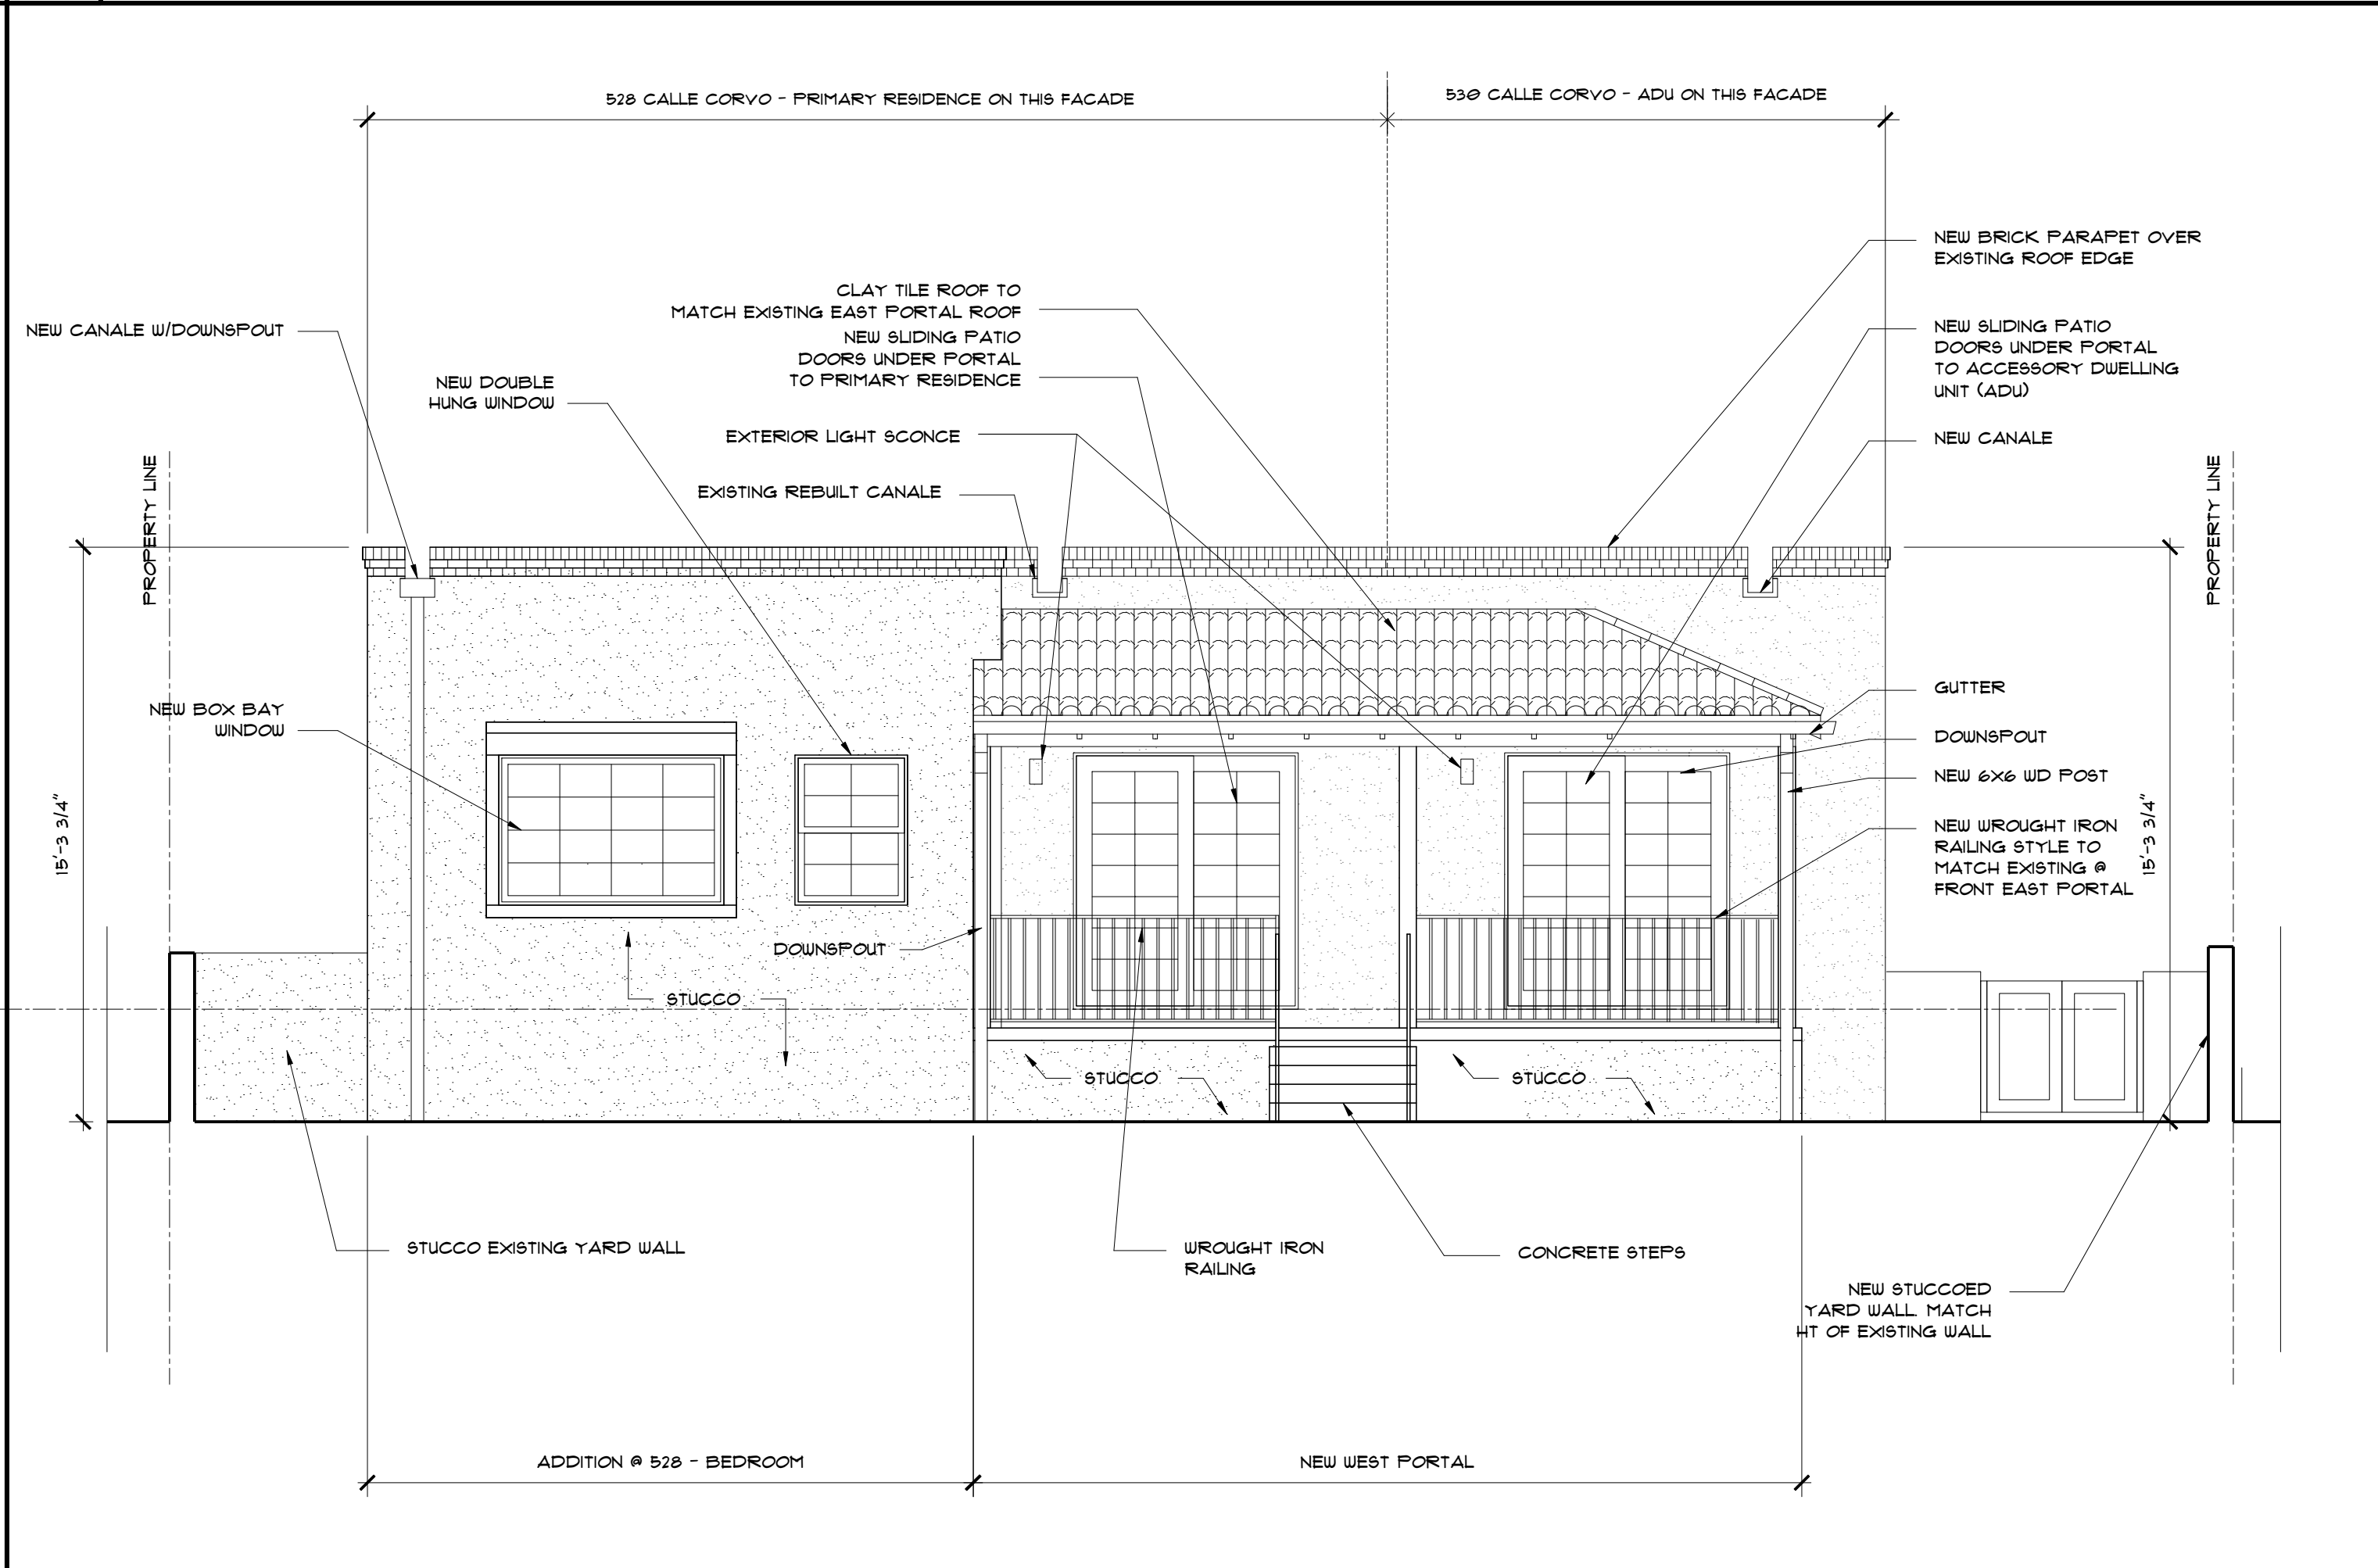 528 CALLE CORVO - PRIMARY RESIDENCE ON THIS FACADE
530 CALLE CORVO - ADU ON THIS FACADE
NEW BRICK PARAPET OVER
EXISTING ROOF EDGE
CLAY TILE ROOF TO
MATCH EXISTING EAST PORTAL ROOF
NEW SLIDING PATIO
DOORS UNDER PORTAL
TO PRIMARY RESIDENCE
NEW CANALE W/DOWNSPOUT
NEW DOUBLE
HUNG WINDOW
EXTERIOR LIGHT SCONCE
EXISTING REBUILT CANALE
NEW SLIDING PATIO
DOORS UNDER PORTAL
TO ACCESSORY DWELLING
UNIT (ADU)
NEW CANALE
PROPERTY LINE
PROPERTY LINE
NEW BOX BAY
WINDOW
GUTTER
DOWNSPOUT
NEW 6X6 WD POST
NEW WROUGHT IRON
RAILING STYLE TO
MATCH EXISTING @
FRONT EAST PORTAL
15'-3 3/4"
15'-3 3/4"
DOWNSPOUT
STUCCO
STUCCO
STUCCO
STUCCO EXISTING YARD WALL
WROUGHT IRON
RAILING
CONCRETE STEPS
NEW STUCCOED
YARD WALL. MATCH
HT OF EXISTING WALL
ADDITION @ 528 - BEDROOM
NEW WEST PORTAL